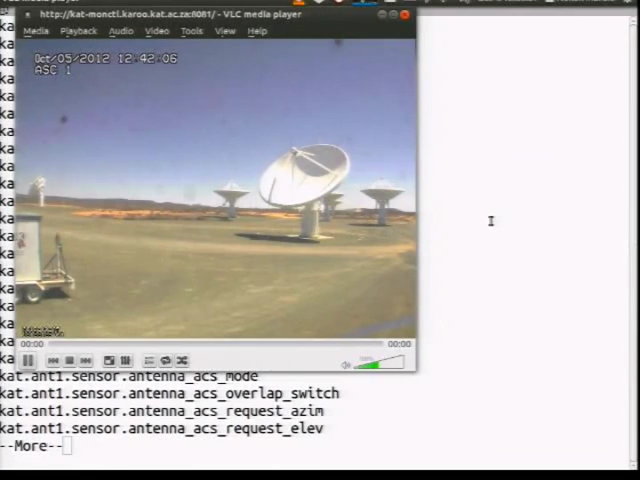 http://kat-monctl.karoo.kat.ac.za:8081/ - VLC media player
Media Playback Audio Video Tools View Help
Oct/05/2012 12:42:06
ASC 1
00:00
00:00
kat.ant1.sensor.antenna_acs_mode
kat.ant1.sensor.antenna_acs_overlap_switch
kat.ant1.sensor.antenna_acs_request_azim
kat.ant1.sensor.antenna_acs_request_elev
--More--